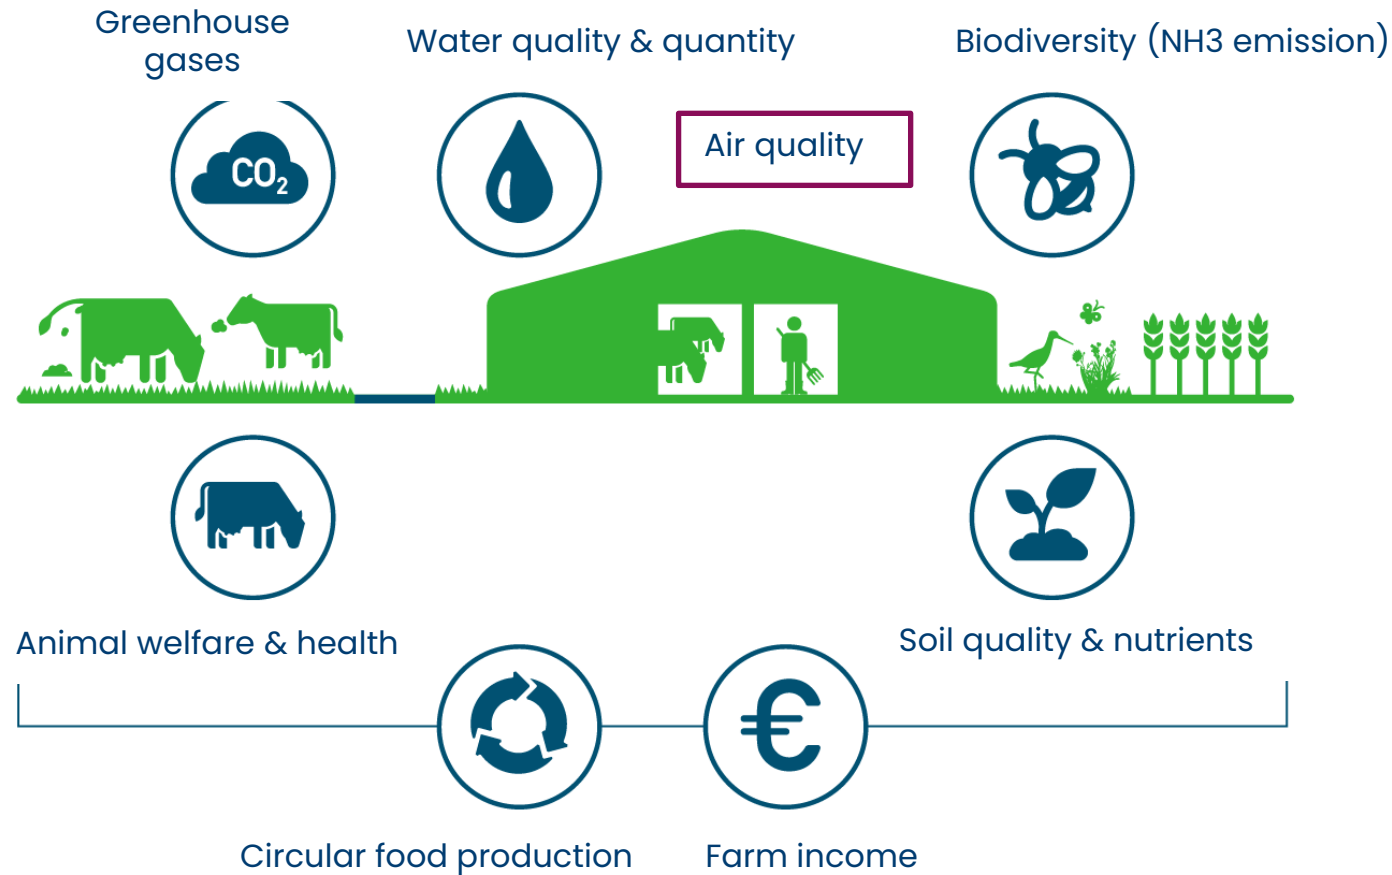 Greenhouse
gases
Water quality & quantity
Biodiversity (NH3 emission)
Air quality
CO₂
€
Animal welfare & health
Soil quality & nutrients
Circular food production
Farm income